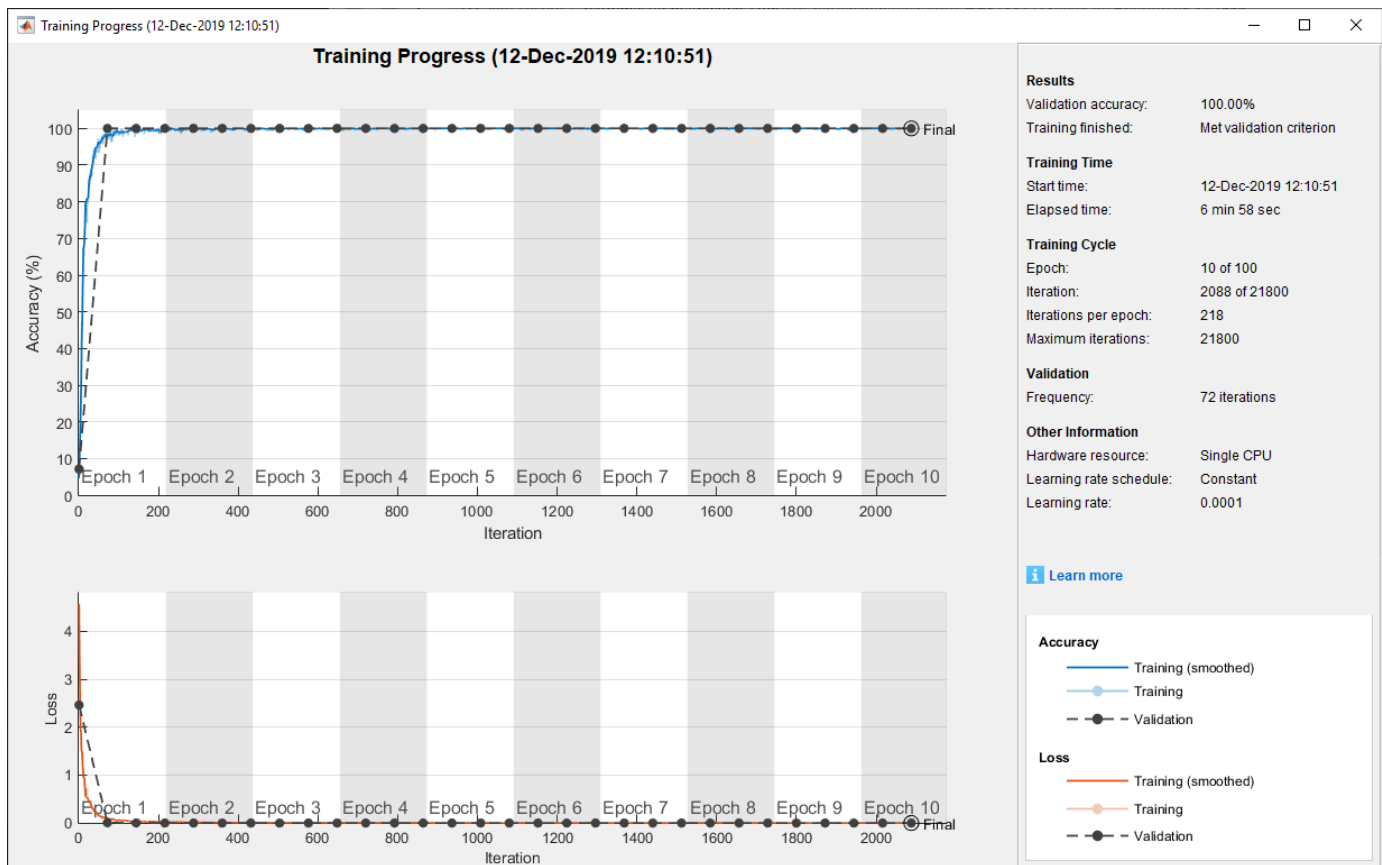 Training Progress (12-Dec-2019 12:10:51)
Training Progress (12-Dec-2019 12:10:51)
Accuracy (%)
100
90
80
70
60
50
40
30
20
10
0
Final
Epoch 1 Epoch 2 Epoch 3 Epoch 4 Epoch 5 Epoch 6 Epoch 7 Epoch 8 Epoch 9 Epoch 10
0 200 400 600 800 1000 1200 1400 1600 1800 2000
Iteration
Loss
4
3
2
1
0
Epoch 1 Epoch 2 Epoch 3 Epoch 4 Epoch 5 Epoch 6 Epoch 7 Epoch 8 Epoch 9 Epoch 10
Final
0 200 400 600 800 1000 1200 1400 1600 1800 2000
Iteration
Results
Validation accuracy: 100.00%
Training finished: Met validation criterion
Training Time
Start time: 12-Dec-2019 12:10:51
Elapsed time: 6 min 58 sec
Training Cycle
Epoch: 10 of 100
Iteration: 2088 of 21800
Iterations per epoch: 218
Maximum iterations: 21800
Validation
Frequency: 72 iterations
Other Information
Hardware resource: Single CPU
Learning rate schedule: Constant
Learning rate: 0.0001
i Learn more
Accuracy
Training (smoothed)
Training
Validation
Loss
Training (smoothed)
Training
Validation